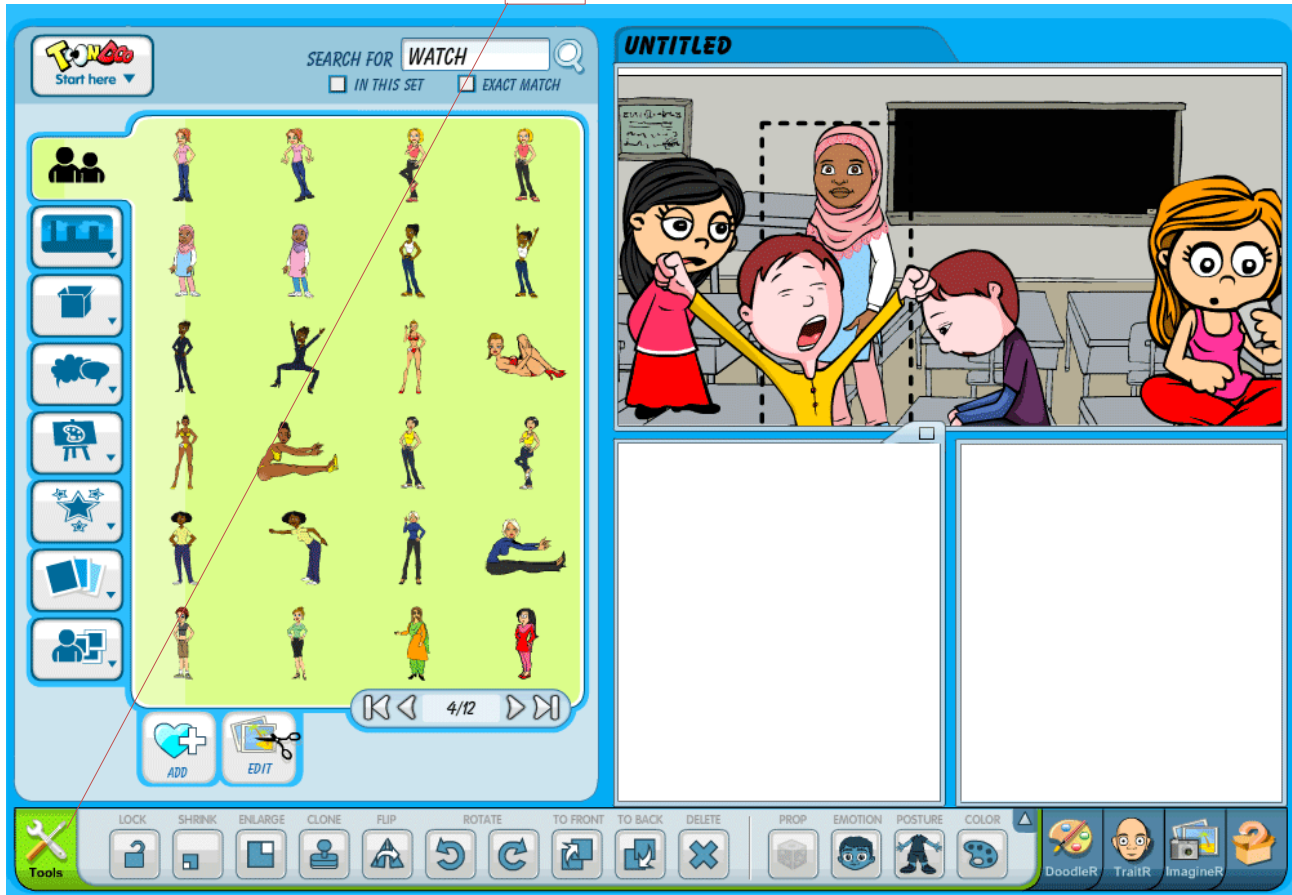 TOONDOO
Start here
SEARCH FOR WATCH
IN THIS SET EXACT MATCH
UNTITLED
4/12
ADD EDIT
Tools
LOCK SHRINK ENLARGE CLONE FLIP ROTATE TO FRONT TO BACK DELETE PROP EMOTION POSTURE COLOR
DoodleR TraitR ImagineR